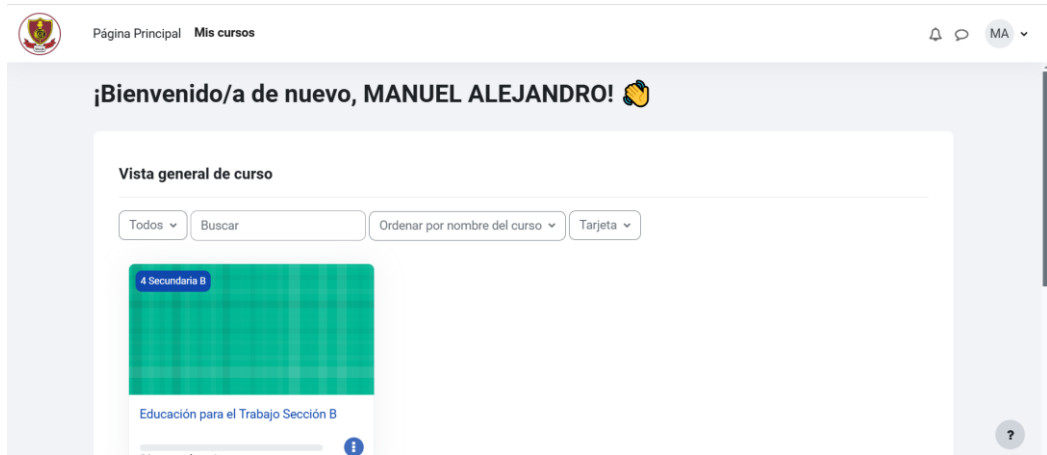 Página Principal Mis cursos MA
¡Bienvenido/a de nuevo, MANUEL ALEJANDRO! 👏
Vista general de curso
Todos Buscar Ordenar por nombre del curso Tarjeta
4 Secundaria B
Educación para el Trabajo Sección B
?